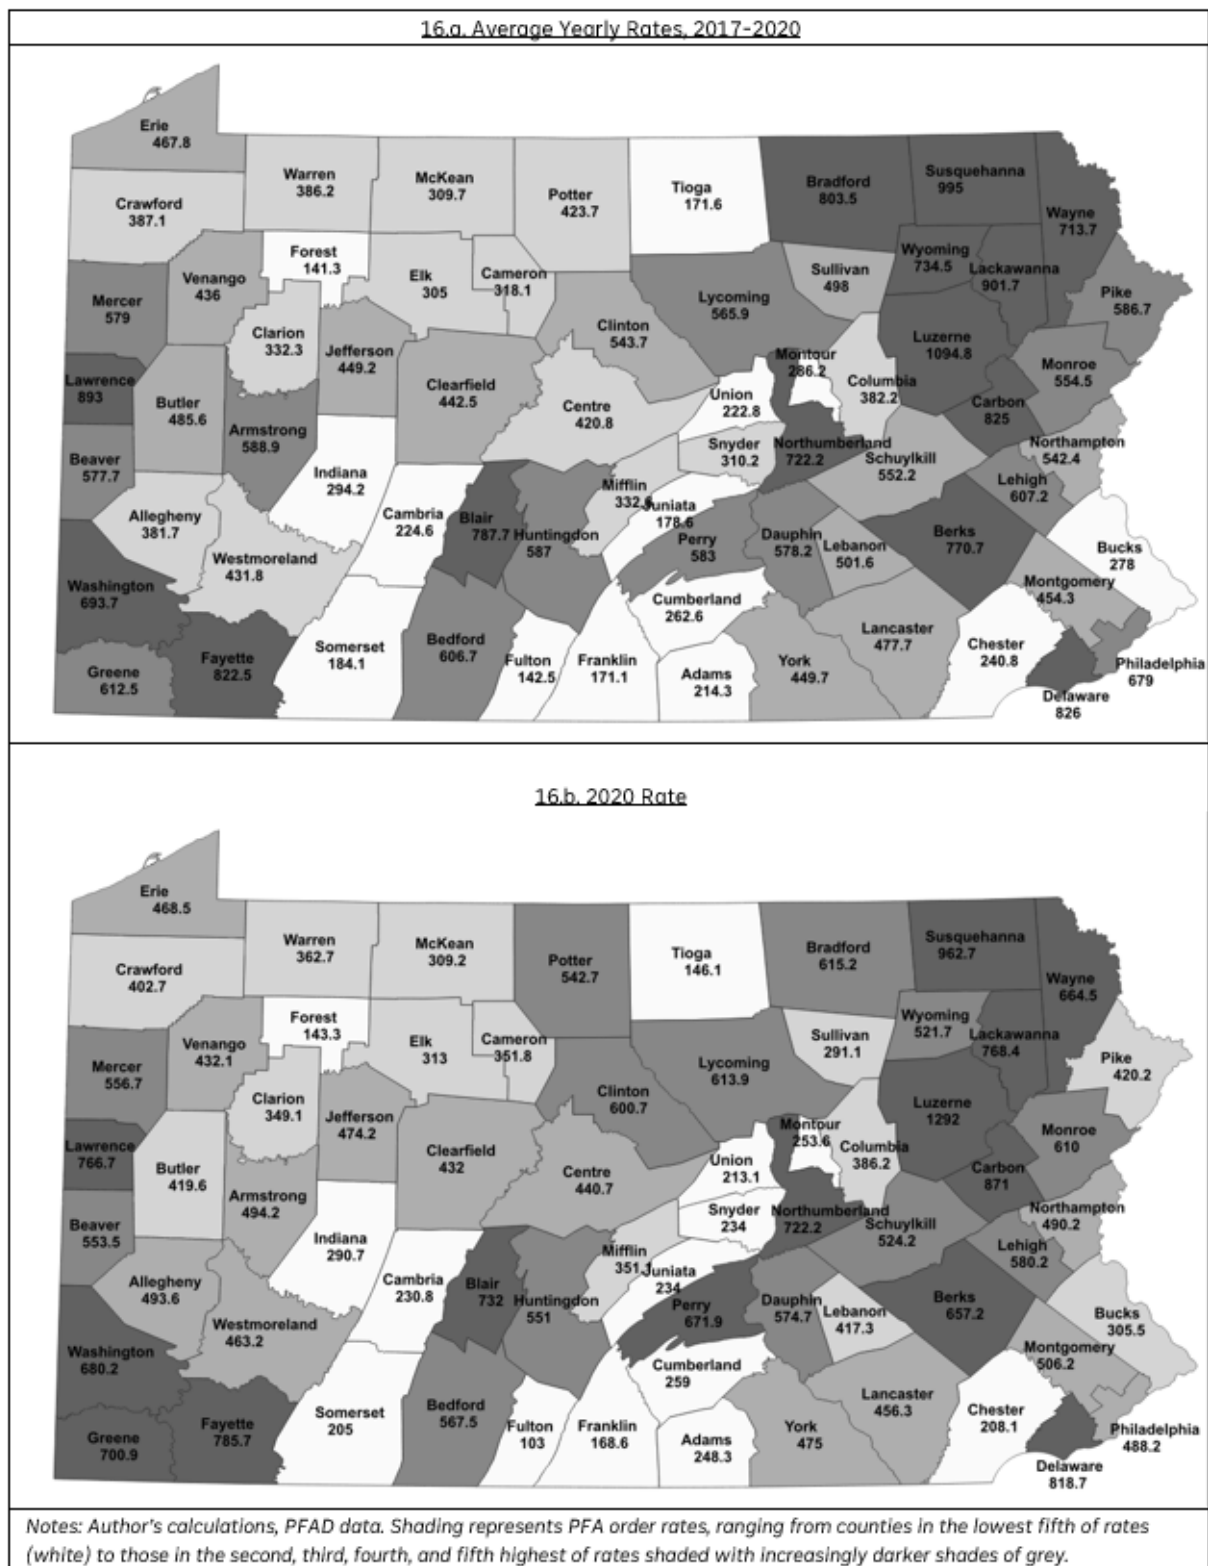 16.a. Average Yearly Rates, 2017-2020
Erie
467.8
Warren
386.2
McKean
309.7
Potter
423.7
Tioga
171.6
Bradford
803.5
Susquehanna
995
Wayne
713.7
Crawford
387.1
Forest
141.3
Venango
436
Elk
305
Cameron
318.1
Sullivan
498
Wyoming
734.5
Lackawanna
901.7
Pike
586.7
Mercer
579
Clarion
332.3
Jefferson
449.2
Clinton
543.7
Lycoming
565.9
Luzerne
1094.8
Monroe
554.5
Lawrence
893
Butler
485.6
Clearfield
442.5
Centre
420.8
Montour
286.2
Union
222.8
Columbia
382.2
Carbon
825
Armstrong
588.9
Beaver
577.7
Indiana
294.2
Snyder
310.2
Northumberland
722.2
Schuylkill
552.2
Northampton
542.4
Lehigh
607.2
Allegheny
381.7
Westmoreland
431.8
Cambria
224.6
Blair
787.7
Huntingdon
587
Mifflin
Juniata
178.6
Perry
583
Dauphin
578.2
Lebanon
501.6
Berks
770.7
Bucks
278
Montgomery
454.3
Washington
693.7
Greene
612.5
Fayette
822.5
Somerset
184.1
Bedford
606.7
Fulton
142.5
Franklin
171.1
Cumberland
262.6
Adams
214.3
York
449.7
Lancaster
477.7
Chester
240.8
Philadelphia
679
Delaware
826
16.b. 2020 Rate
Erie
468.5
Warren
362.7
McKean
309.2
Potter
542.7
Tioga
146.1
Bradford
615.2
Susquehanna
962.7
Wayne
664.5
Crawford
402.7
Forest
143.3
Venango
432.1
Elk
313
Cameron
351.8
Sullivan
291.1
Wyoming
521.7
Lackawanna
768.4
Pike
420.2
Mercer
556.7
Clarion
349.1
Jefferson
474.2
Clinton
600.7
Lycoming
613.9
Luzerne
1292
Monroe
610
Lawrence
766.7
Butler
419.6
Clearfield
432
Centre
440.7
Montour
253.6
Union
213.1
Columbia
386.2
Carbon
871
Armstrong
494.2
Beaver
553.5
Indiana
290.7
Snyder
234
Northumberland
722.2
Schuylkill
524.2
Northampton
490.2
Lehigh
580.2
Allegheny
493.6
Westmoreland
463.2
Cambria
230.8
Blair
732
Huntingdon
551
Mifflin
351.1
Juniata
234
Perry
671.9
Dauphin
574.7
Lebanon
417.3
Berks
657.2
Bucks
305.5
Montgomery
506.2
Washington
680.2
Greene
700.9
Fayette
785.7
Somerset
205
Bedford
567.5
Fulton
103
Franklin
168.6
Cumberland
259
Adams
248.3
York
475
Lancaster
456.3
Chester
208.1
Philadelphia
488.2
Delaware
818.7
Notes: Author's calculations, PFAD data. Shading represents PFA order rates, ranging from counties in the lowest fifth of rates
(white) to those in the second, third, fourth, and fifth highest of rates shaded with increasingly darker shades of grey.